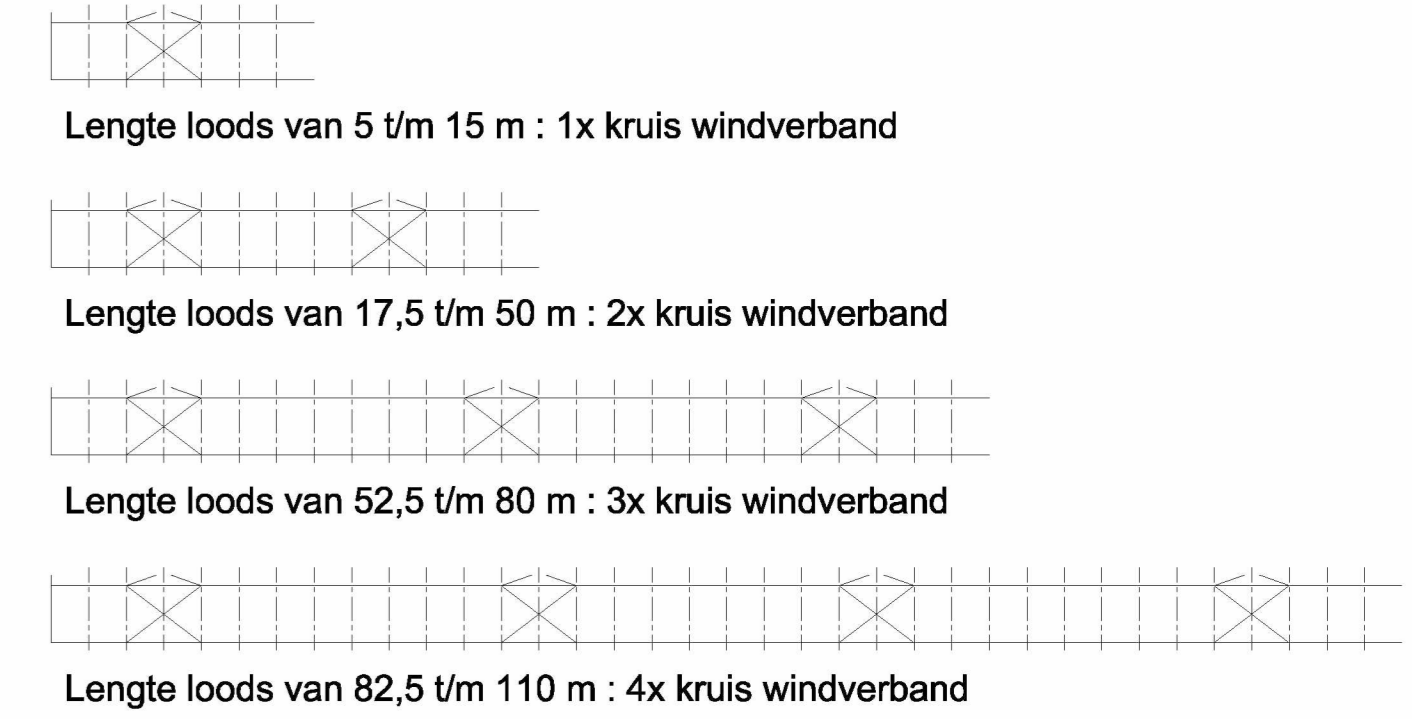 Lengte loods van 5 t/m 15 m : 1x kruis windverband
Lengte loods van 17,5 t/m 50 m : 2x kruis windverband
Lengte loods van 52,5 t/m 80 m : 3x kruis windverband
Lengte loods van 82,5 t/m 110 m : 4x kruis windverband